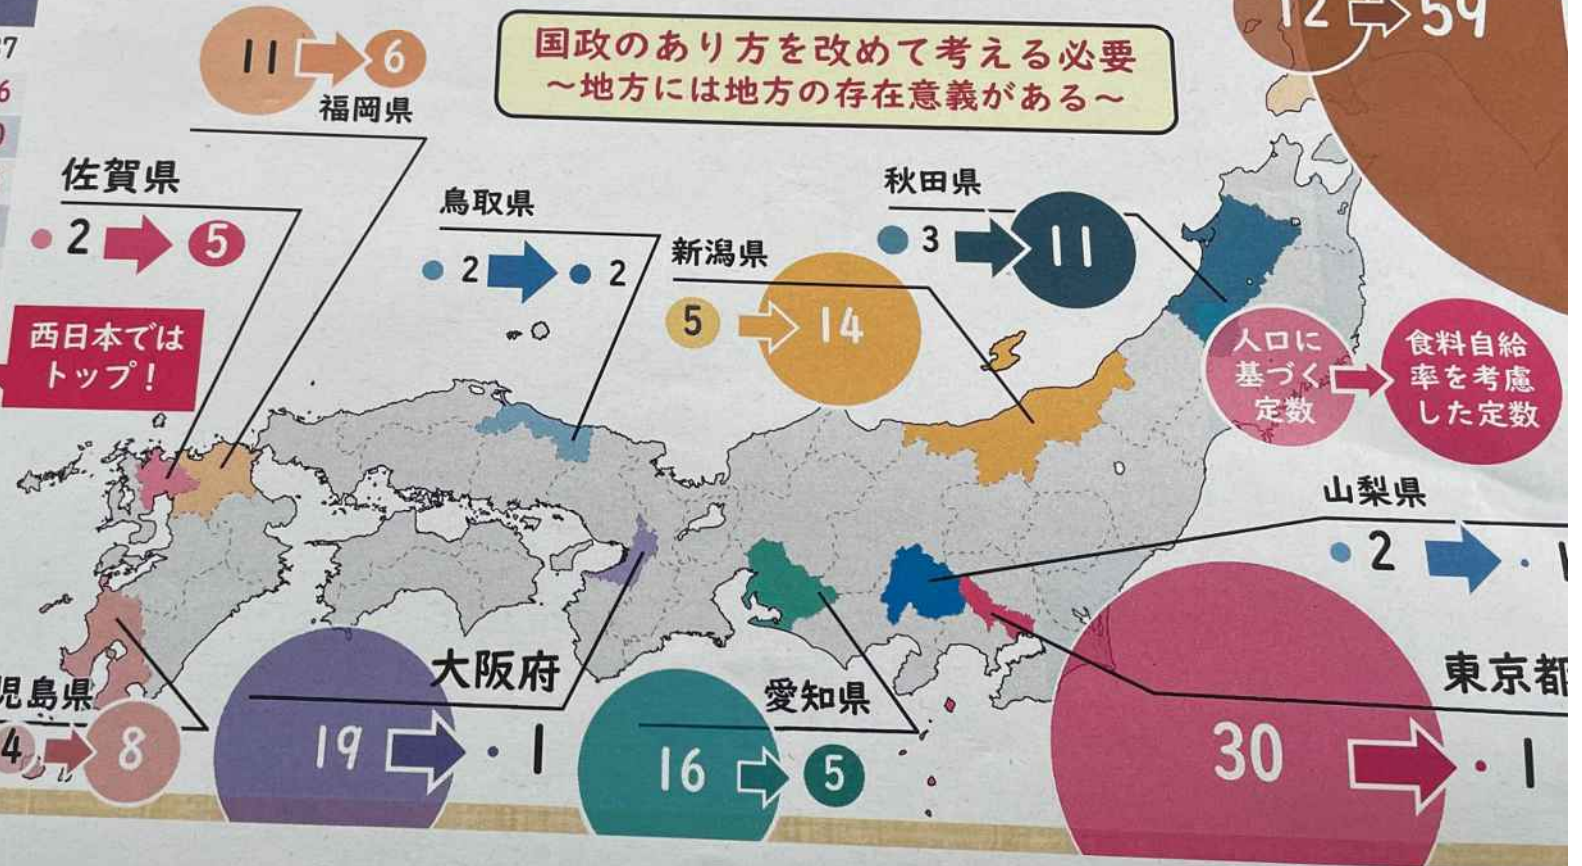 12 59
国政のあり方を改めて考える必要
～地方には地方の存在意義がある～
11 6
福岡県
佐賀県
2 5
西日本では
トップ！
鳥取県
2 2
新潟県
5 14
秋田県
3 11
人口に
基づく
定数
食料自給
率を考慮
した定数
山梨県
2 1
児島県
4 8
大阪府
19 1
愛知県
16 5
東京都
30 1